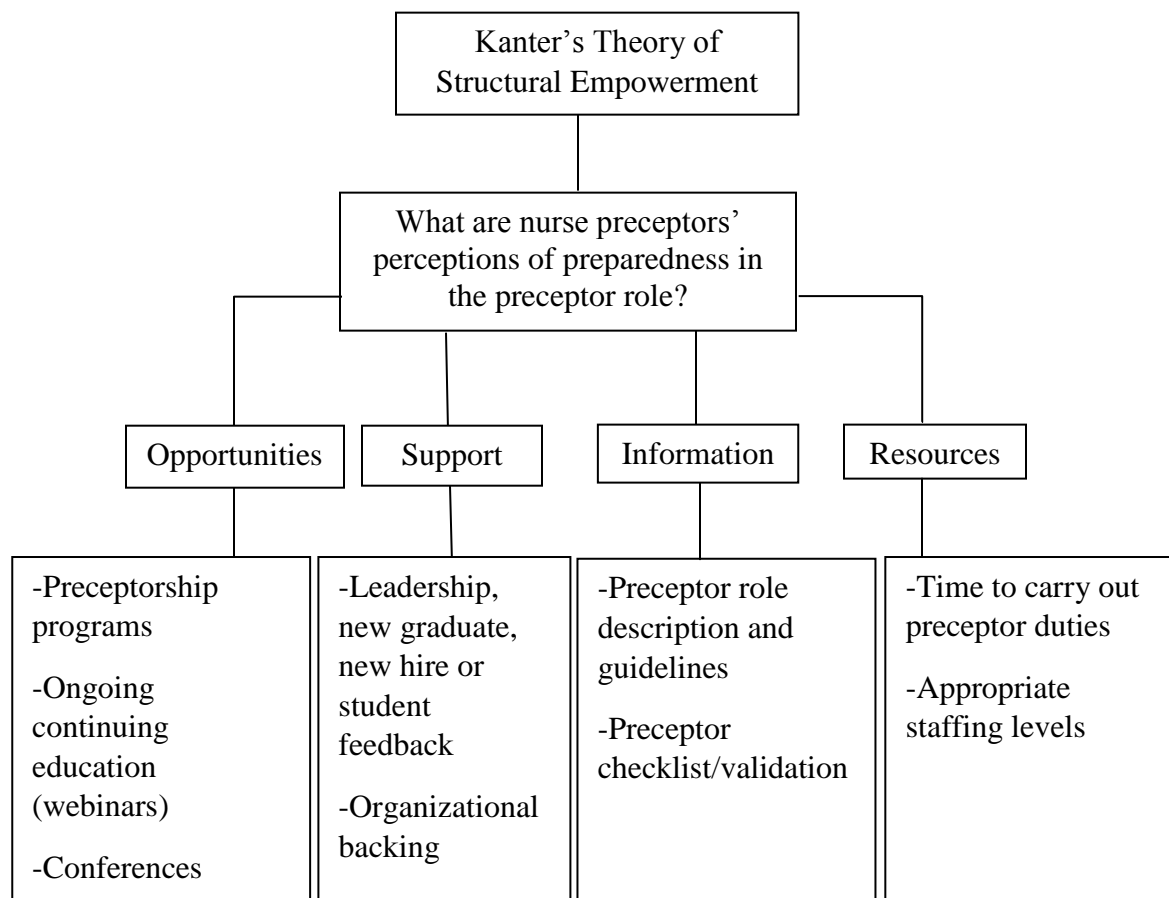 Kanter’s Theory of
Structural Empowerment
What are nurse preceptors’
perceptions of preparedness in
the preceptor role?
Opportunities
Support
Information
Resources
-Preceptorship
programs
-Ongoing
continuing
education
(webinars)
-Conferences
-Leadership,
new graduate,
new hire or
student
feedback
-Organizational
backing
-Preceptor role
description and
guidelines
-Preceptor
checklist/validation
-Time to carry out
preceptor duties
-Appropriate
staffing levels